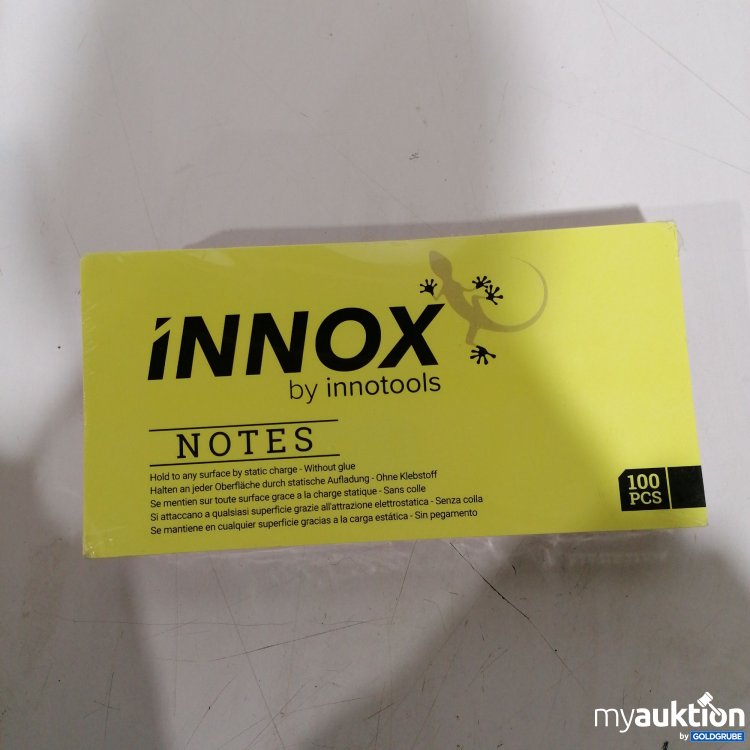 iNNOX
by innotools
NOTES
Hold to any surface by static charge - Without glue
Halten an jeder Oberfläche durch statische Aufladung - Ohne Klebstoff
Se mentien sur toute surface grace a la charge statique - Sans colle
Si attaccano a qualsiasi superficie grazie all'attrazione elettrostatica - Senza colla
Se mantiene en cualquier superficie gracias a la carga estática - Sin pegamento
100
PCS
myauktion
by GOLDGRUBE